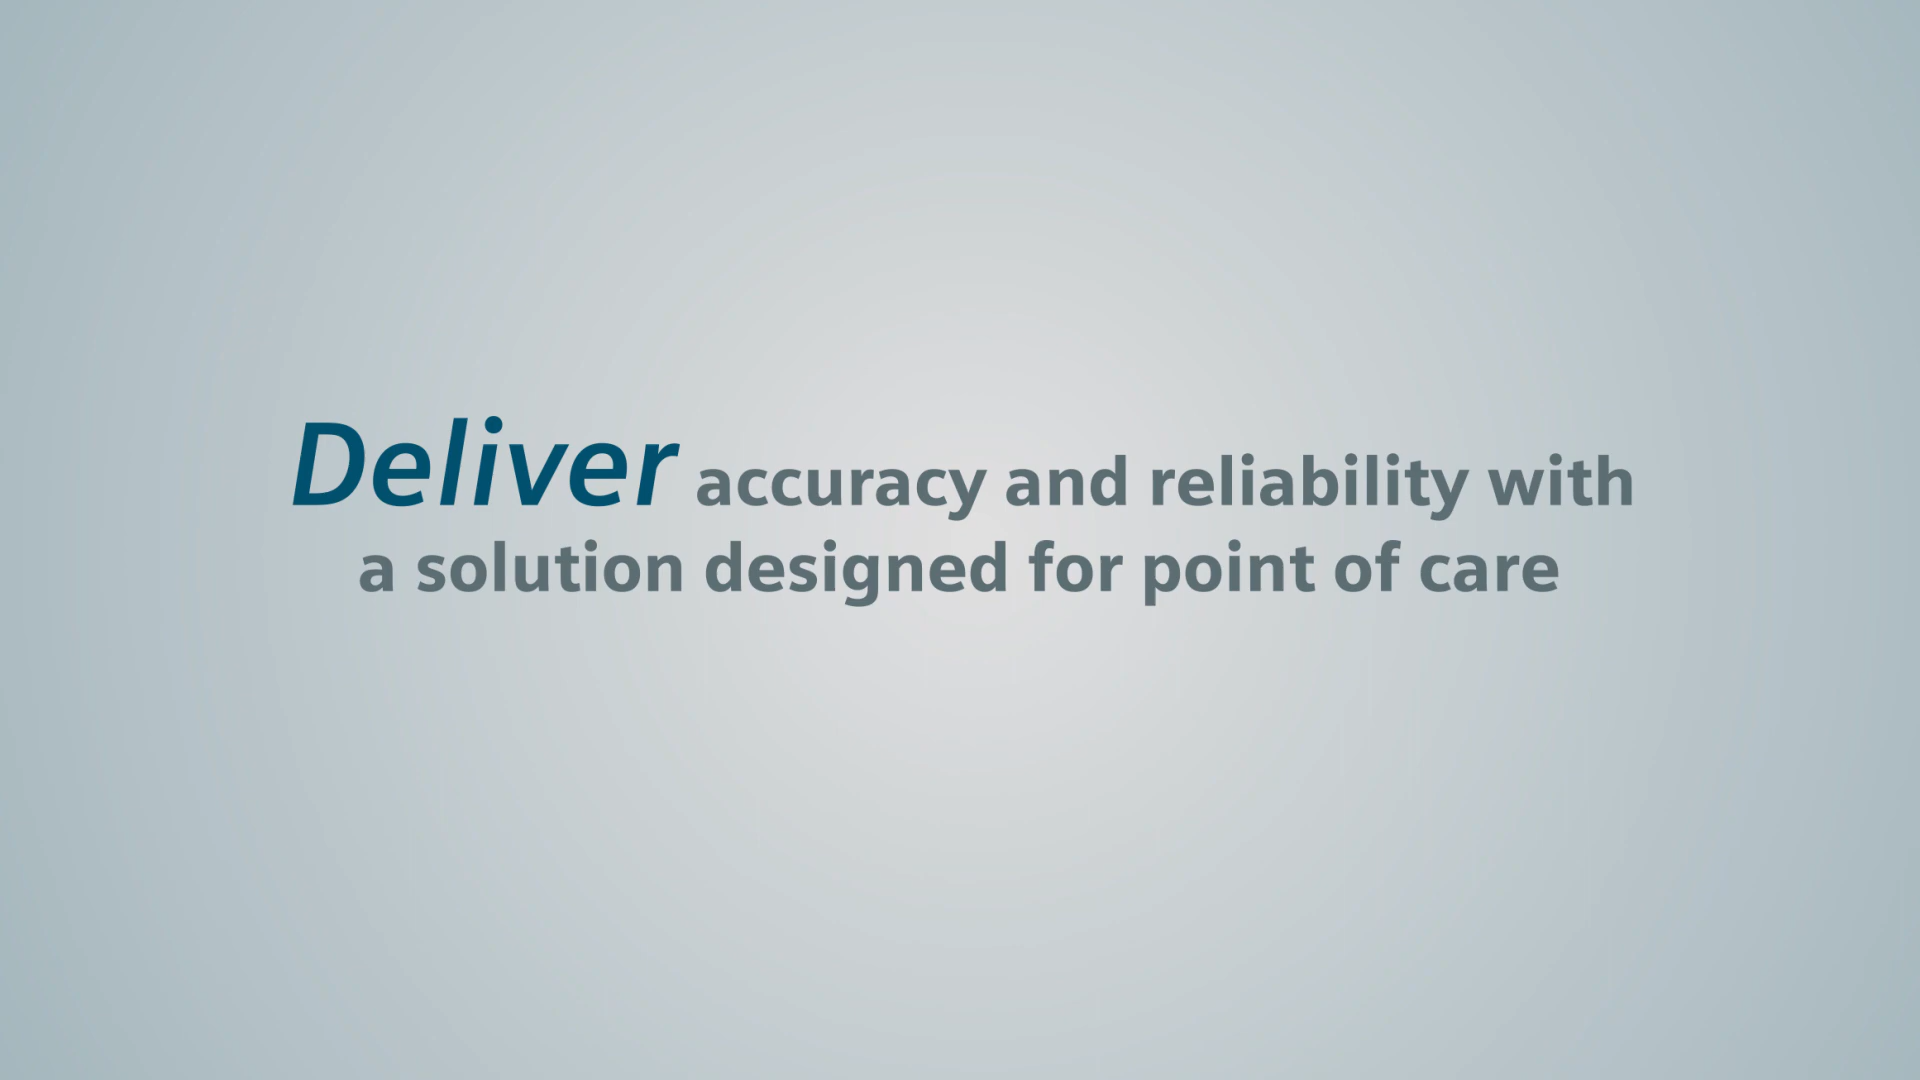 Deliver accuracy and reliability with
a solution designed for point of care